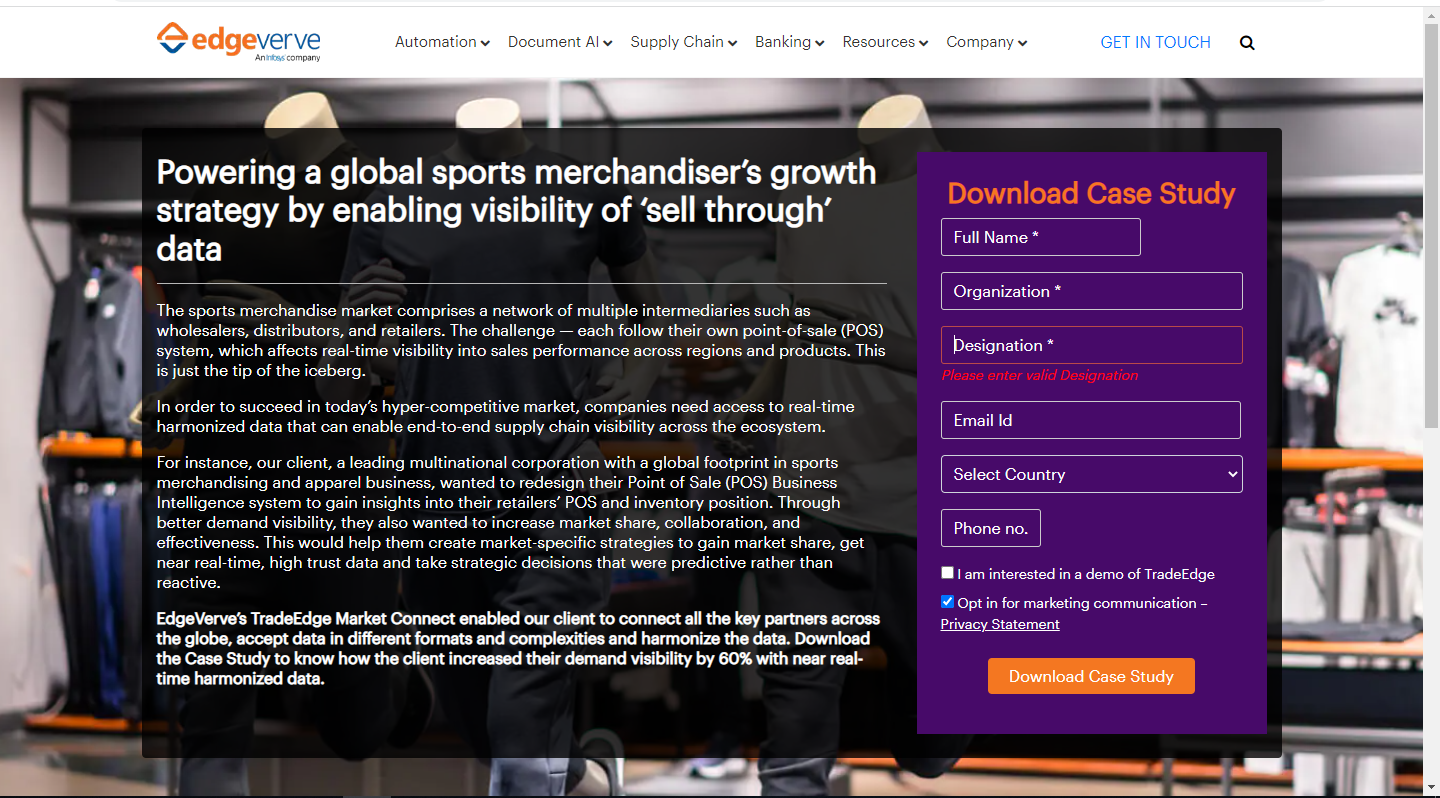 edgeverve
An Infosys company
Automation
Document AI
Supply Chain
Banking
Resources
Company
GET IN TOUCH
Powering a global sports merchandiser’s growth
strategy by enabling visibility of ‘sell through’
data
The sports merchandise market comprises a network of multiple intermediaries such as
wholesalers, distributors, and retailers. The challenge — each follow their own point-of-sale (POS)
system, which affects real-time visibility into sales performance across regions and products. This
is just the tip of the iceberg.
In order to succeed in today’s hyper-competitive market, companies need access to real-time
harmonized data that can enable end-to-end supply chain visibility across the ecosystem.
For instance, our client, a leading multinational corporation with a global footprint in sports
merchandising and apparel business, wanted to redesign their Point of Sale (POS) Business
Intelligence system to gain insights into their retailers’ POS and inventory position. Through
better demand visibility, they also wanted to increase market share, collaboration, and
effectiveness. This would help them create market-specific strategies to gain market share, get
near real-time, high trust data and take strategic decisions that were predictive rather than
reactive.
EdgeVerve’s TradeEdge Market Connect enabled our client to connect all the key partners across
the globe, accept data in different formats and complexities and harmonize the data. Download
the Case Study to know how the client increased their demand visibility by 60% with near real-
time harmonized data.
Download Case Study
Full Name *
Organization *
Designation *
Please enter valid Designation
Email Id
Select Country
Phone no.
I am interested in a demo of TradeEdge
Opt in for marketing communication –
Privacy Statement
Download Case Study